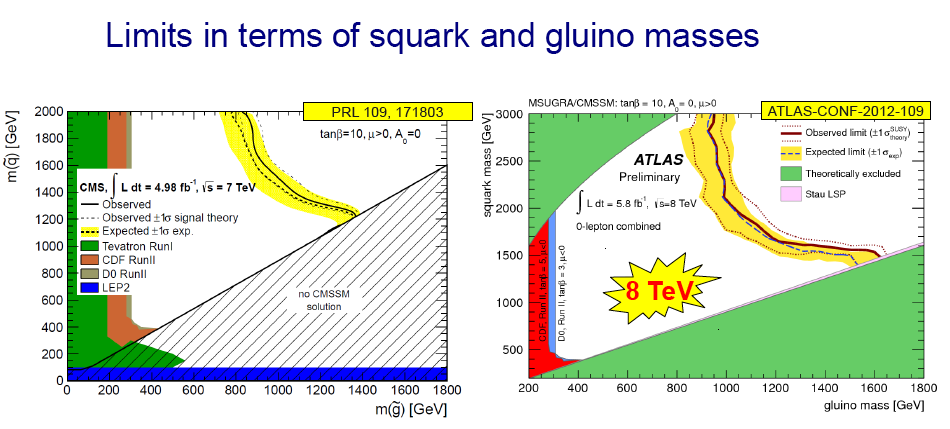 Limits in terms of squark and gluino masses
PRL 109, 171803
tanβ=10, μ>0, A₀=0
CMS, ∫ L dt = 4.98 fb⁻¹, √s = 7 TeV
Observed
Observed ±1σ signal theory
Expected ±1σ exp.
Tevatron RunI
CDF RunII
D0 RunII
LEP2
no CMSSM
solution
m(q̃) [GeV]
2000
1800
1600
1400
1200
1000
800
600
400
200
0
0 200 400 600 800 1000 1200 1400 1600 1800
m(g̃) [GeV]
MSUGRA/CMSSM: tanβ = 10, A₀= 0, μ>0
ATLAS-CONF-2012-109
Observed limit (±1σ SUSY theory)
Expected limit (±1σ exp)
Theoretically excluded
Stau LSP
ATLAS
Preliminary
∫ L dt = 5.8 fb⁻¹, √s=8 TeV
0-lepton combined
8 TeV
CDF, Run II, tanβ = 5, μ<0
D0, Run II, tanβ = 3, μ<0
squark mass [GeV]
3000
2500
2000
1500
1000
500
200 400 600 800 1000 1200 1400 1600 1800
gluino mass [GeV]